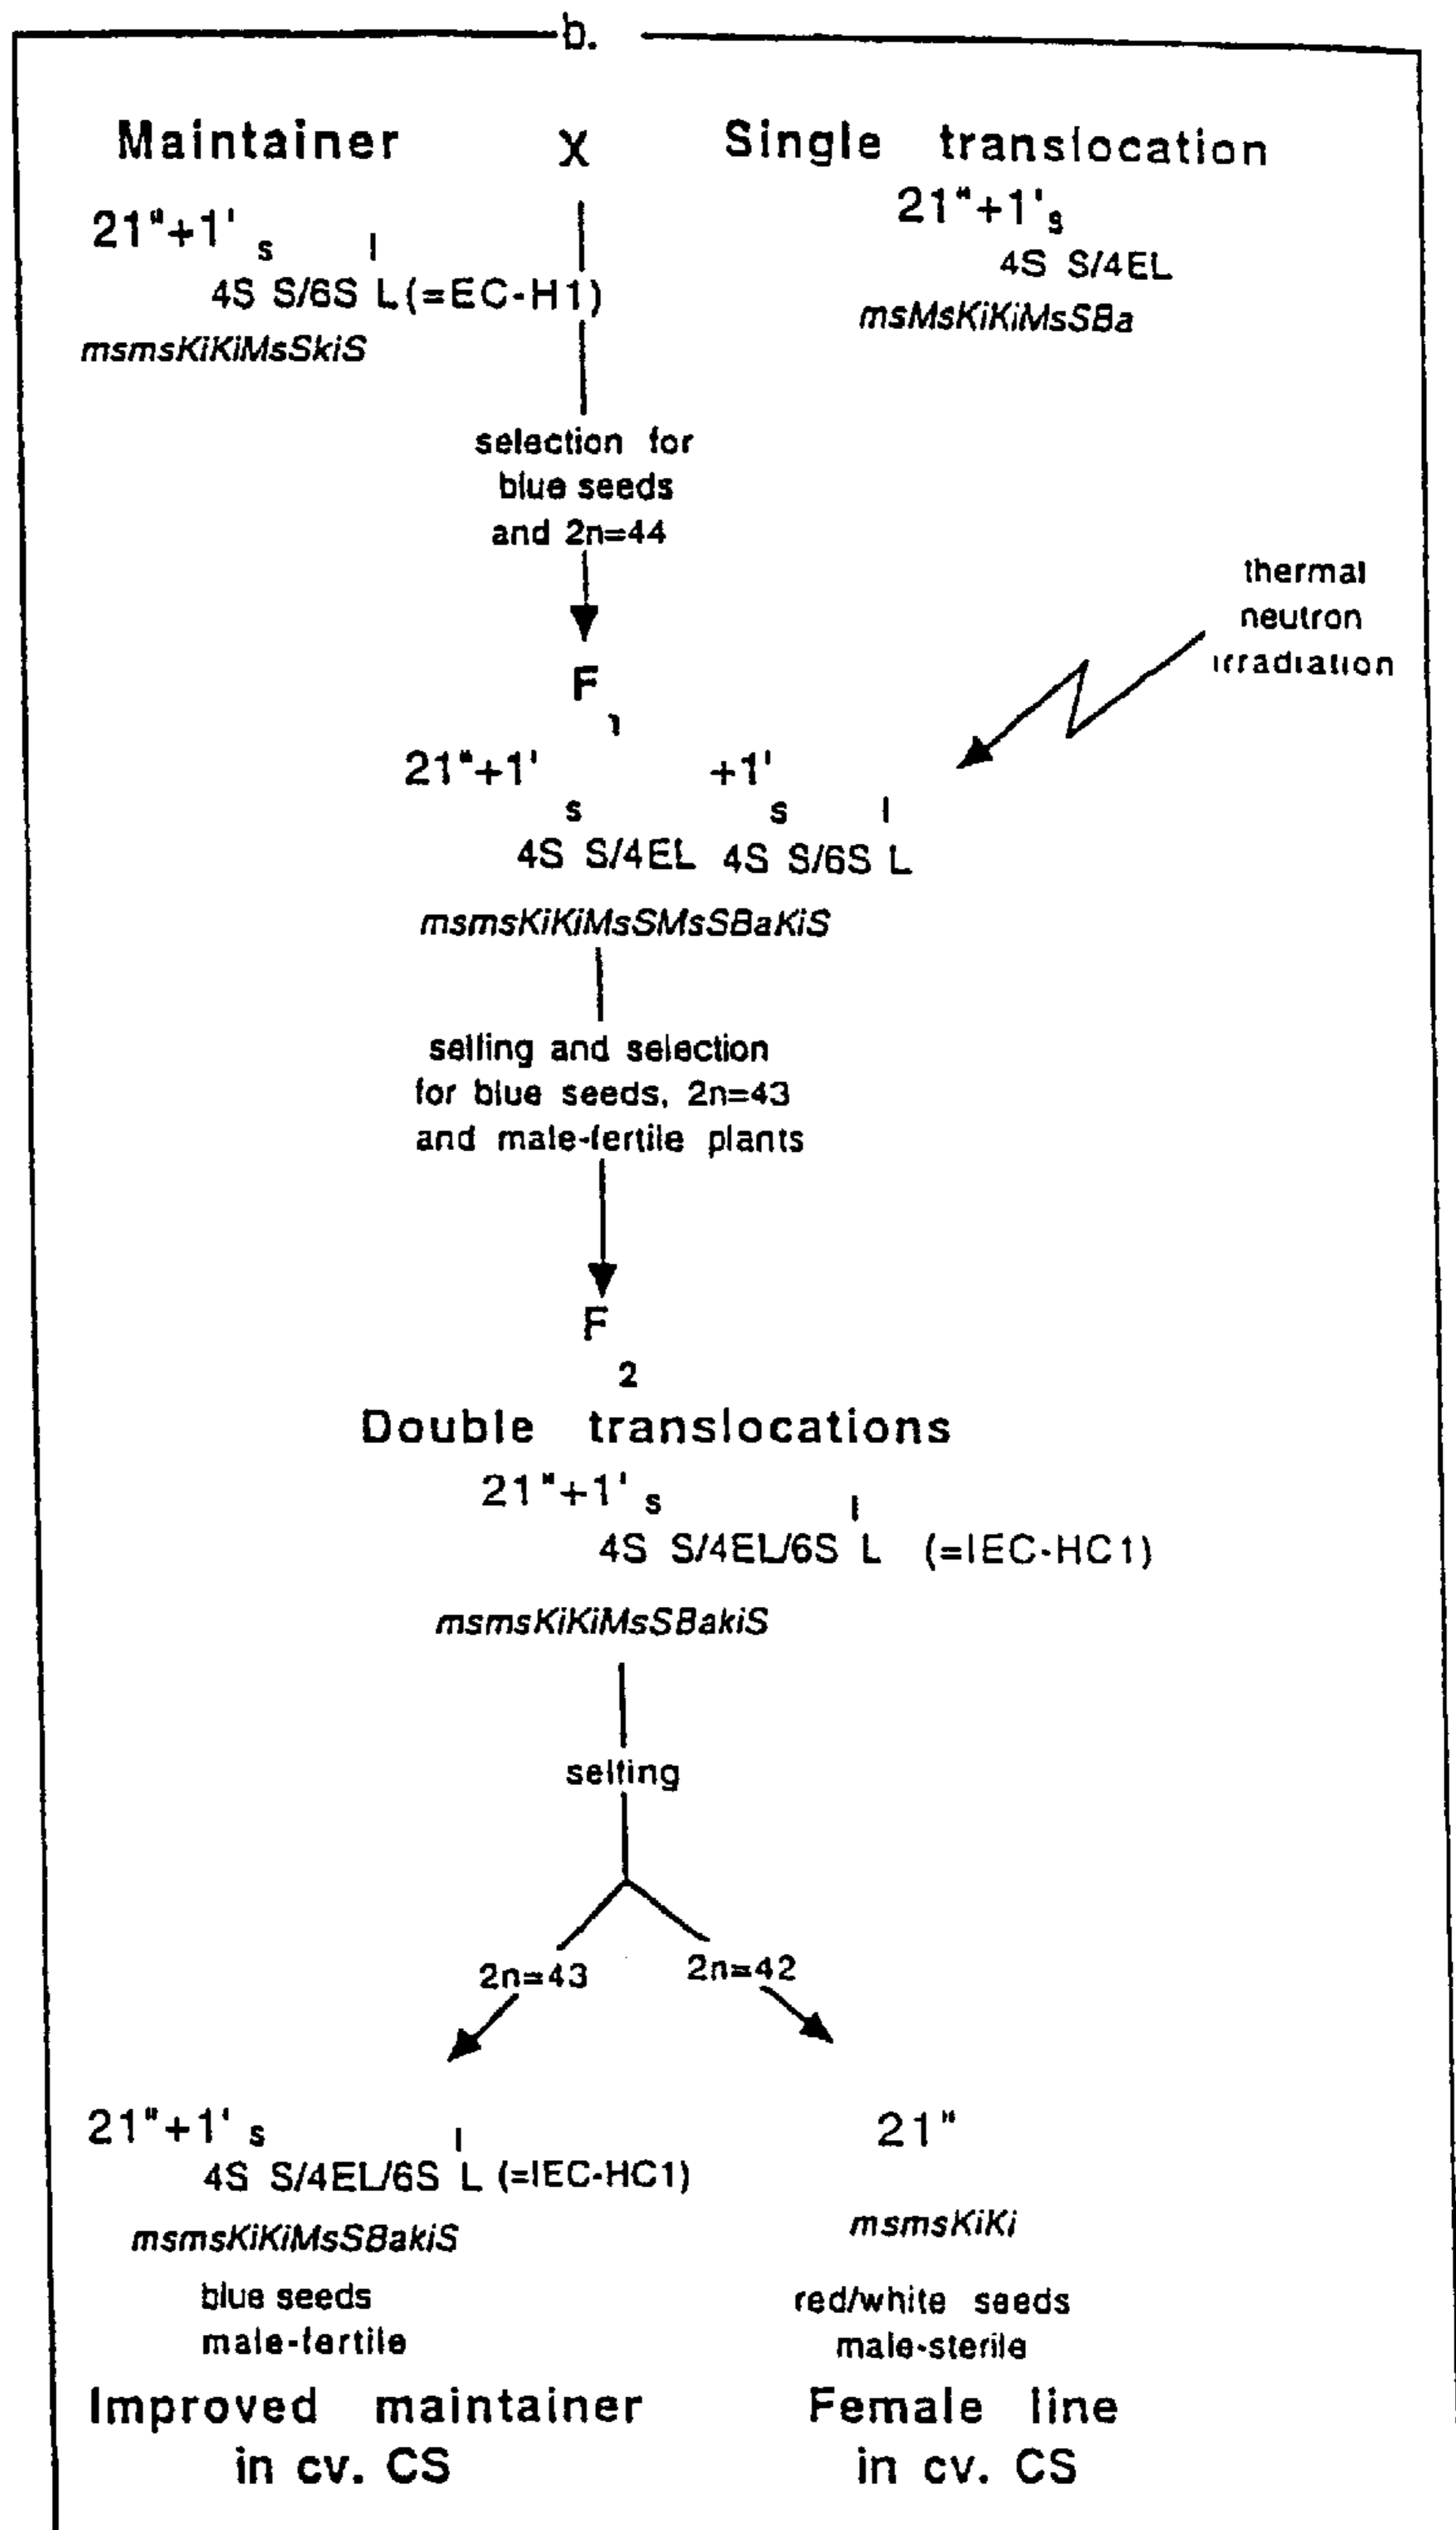 b.
Maintainer X Single translocation
21"+1' s l
4S S/6S L(=EC-H1)
msmsKiKiMsSkiS
21"+1's
4S S/4EL
msMsKiKiMsSBa
selection for
blue seeds
and 2n=44
thermal
neutron
irradiation
F
1
21"+1' +1'
s s l
4S S/4EL 4S S/6S L
msmsKiKiMsSMsSBaKiS
selfing and selection
for blue seeds, 2n=43
and male-fertile plants
F
2
Double translocations
21"+1' s l
4S S/4EL/6S L (=IEC-HC1)
msmsKiKiMsSBakiS
selfing
2n=43 2n=42
21"+1' s l
4S S/4EL/6S L (=IEC-HC1)
msmsKiKiMsSBakiS
blue seeds
male-fertile
Improved maintainer
in cv. CS
21"
msmsKiKi
red/white seeds
male-sterile
Female line
in cv. CS